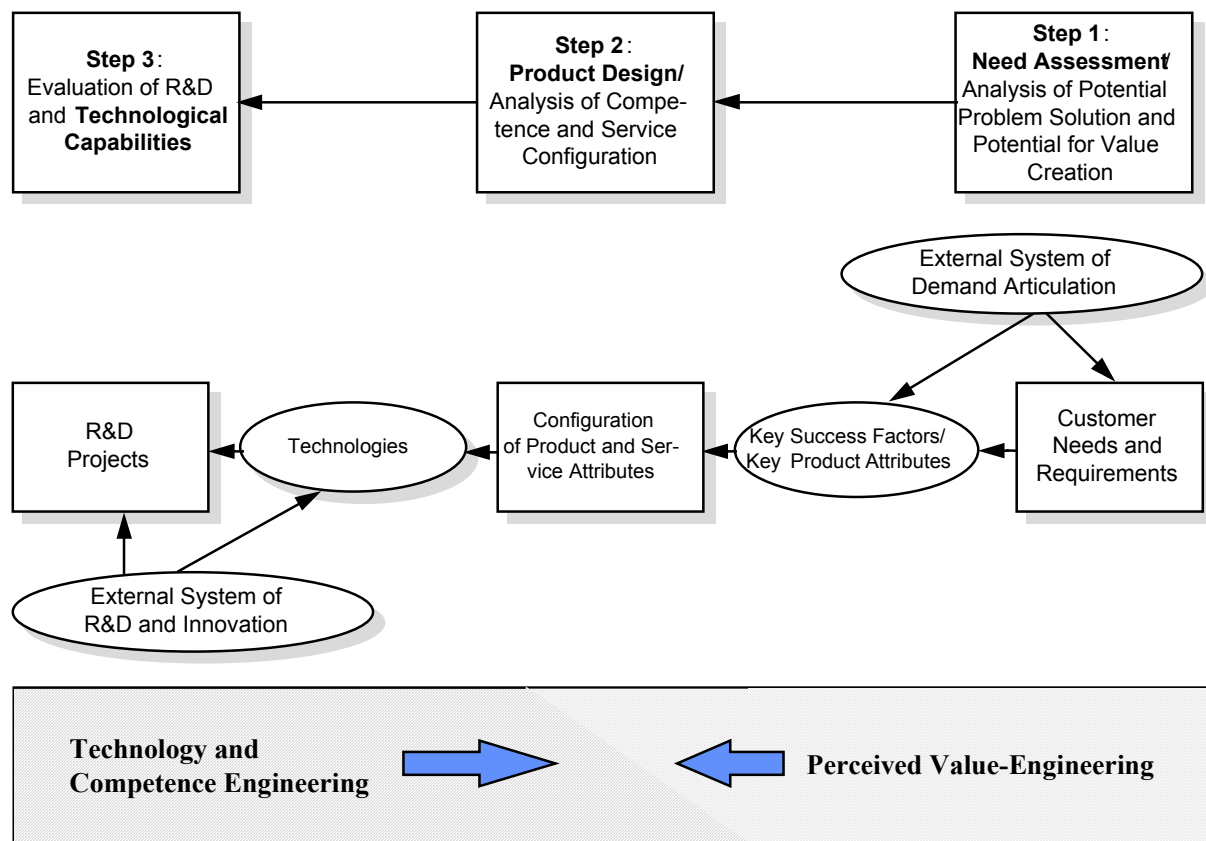 Step 3:
Evaluation of R&D
and Technological
Capabilities
Step 2:
Product Design/
Analysis of Compe-
tence and Service
Configuration
Step 1:
Need Assessment/
Analysis of Potential
Problem Solution and
Potential for Value
Creation
External System of
Demand Articulation
R&D
Projects
Technologies
Configuration
of Product and Ser-
vice Attributes
Key Success Factors/
Key Product Attributes
Customer
Needs and
Requirements
External System of
R&D and Innovation
Technology and
Competence Engineering
Perceived Value-Engineering